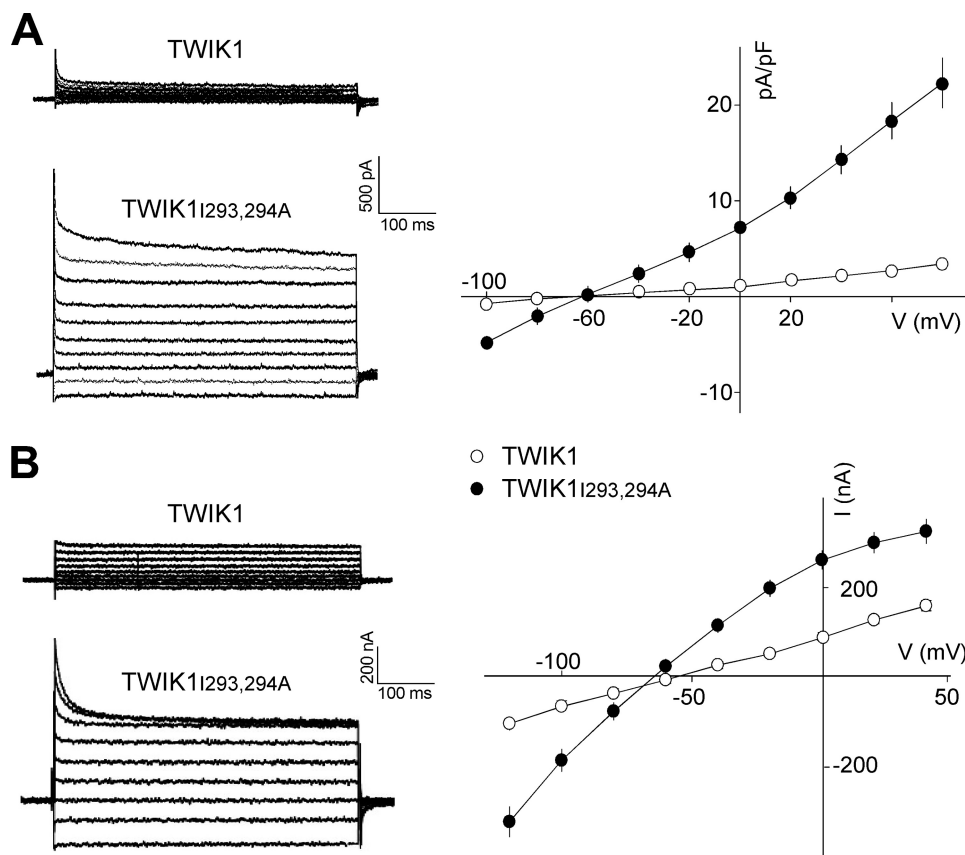 A
TWIK1
TWIK1I293,294A
500 pA
100 ms
pA/pF
20
10
-100
-60
-20
20
V (mV)
-10
B
TWIK1
TWIK1I293,294A
200 nA
100 ms
TWIK1
TWIK1I293,294A
I (nA)
200
-100
V (mV)
-50
50
-200